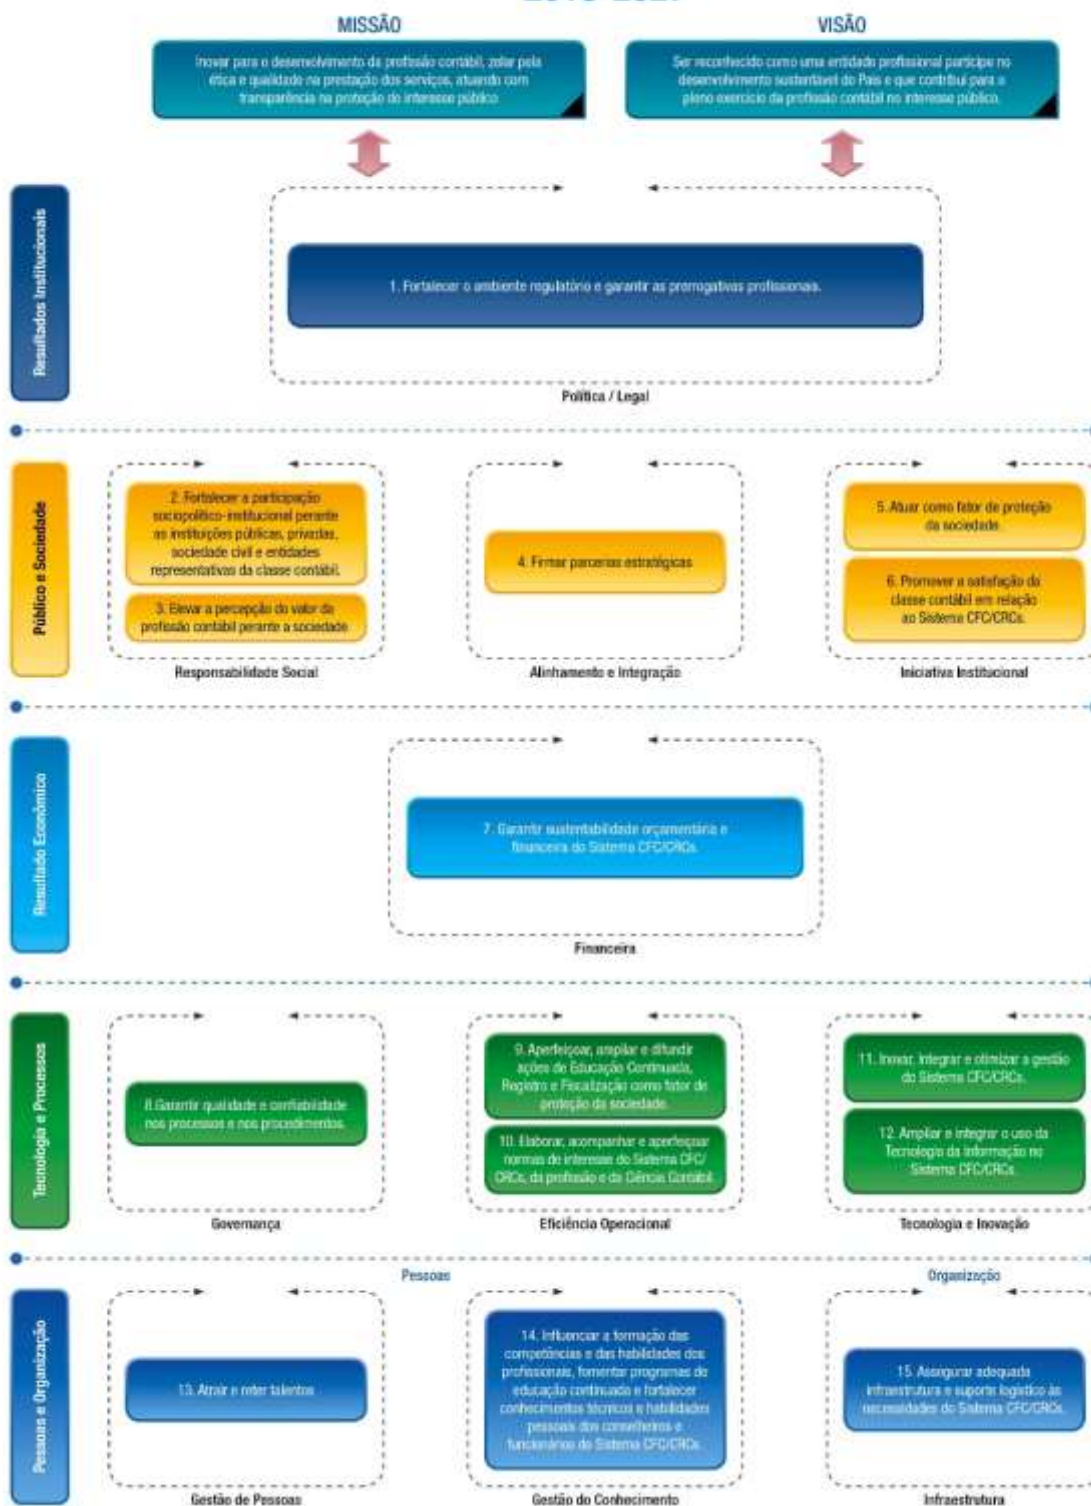 MISSÃO
Inovar para o desenvolvimento da profissão contábil, zelar pela
ética e qualidade na prestação dos serviços, atuando com
transparência na proteção do interesse público
VISÃO
Ser reconhecido como uma entidade profissional partícipe no
desenvolvimento sustentável do País e que contribui para o
pleno exercício da profissão contábil no interesse público.
Resultados Institucionais
1. Fortalecer o ambiente regulatório e garantir as prerrogativas profissionais.
Política / Legal
Público e Sociedade
2. Fortalecer a participação
sociopolítico-institucional perante
as instituições públicas, privadas,
sociedade civil e entidades
representativas da classe contábil.
3. Elevar a percepção do valor da
profissão contábil perante a sociedade
Responsabilidade Social
4. Firmar parcerias estratégicas
Alinhamento e Integração
5. Atuar como fator de proteção
da sociedade.
6. Promover a satisfação da
classe contábil em relação
ao Sistema CFC/CRCs.
Iniciativa Institucional
Resultado Econômico
7. Garantir sustentabilidade orçamentária e
financeira do Sistema CFC/CRCs.
Financeira
Tecnologia e Processos
8.Garantir qualidade e confiabilidade
nos processos e nos procedimentos.
Governança
9. Aperfeiçoar, ampliar e difundir
ações de Educação Continuada,
Registro e Fiscalização como fator de
proteção da sociedade.
10. Elaborar, acompanhar e aperfeiçoar
normas de interesse do Sistema CFC/
CRCs, da profissão e da Ciência Contábil.
Eficiência Operacional
11. Inovar, integrar e otimizar a gestão
do Sistema CFC/CRCs.
12. Ampliar e integrar o uso da
Tecnologia da Informação no
Sistema CFC/CRCs.
Tecnologia e Inovação
Pessoas
Organização
Pessoas e Organização
13. Atrair e reter talentos
Gestão de Pessoas
14. Influenciar a formação das
competências e das habilidades dos
profissionais, fomentar programas de
educação continuada e fortalecer
conhecimentos técnicos e habilidades
pessoais dos conselheiros e
funcionários do Sistema CFC/CRCs.
Gestão do Conhecimento
15. Assegurar adequada
infraestrutura e suporte logístico às
necessidades do Sistema CFC/CRCs.
Infraestrutura